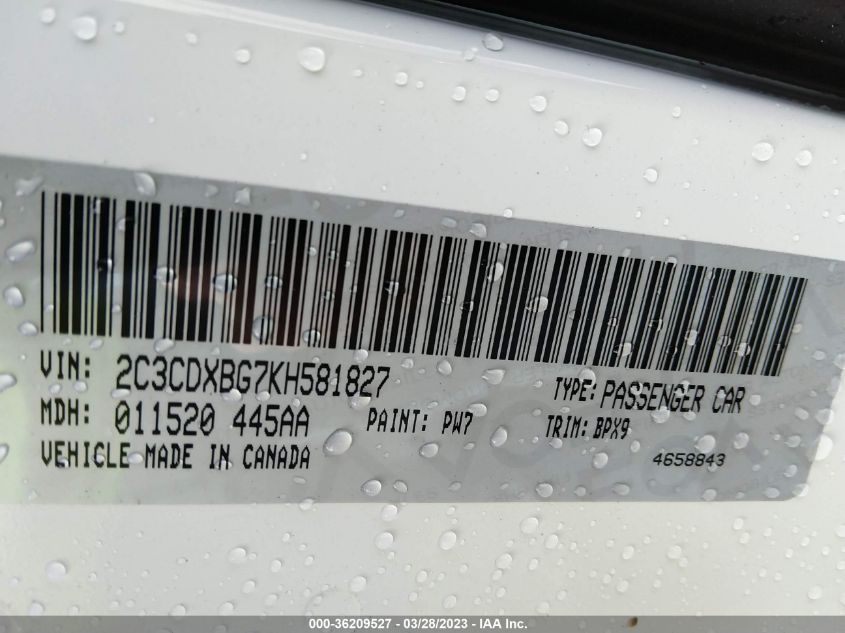 VIN: 2C3CDXBG7KH581827 TYPE: PASSENGER CAR
MDH: 011520 445AA PAINT: PW7 TRIM: BPX9
VEHICLE MADE IN CANADA 4658843
000-36209527 - 03/28/2023 - IAA Inc.